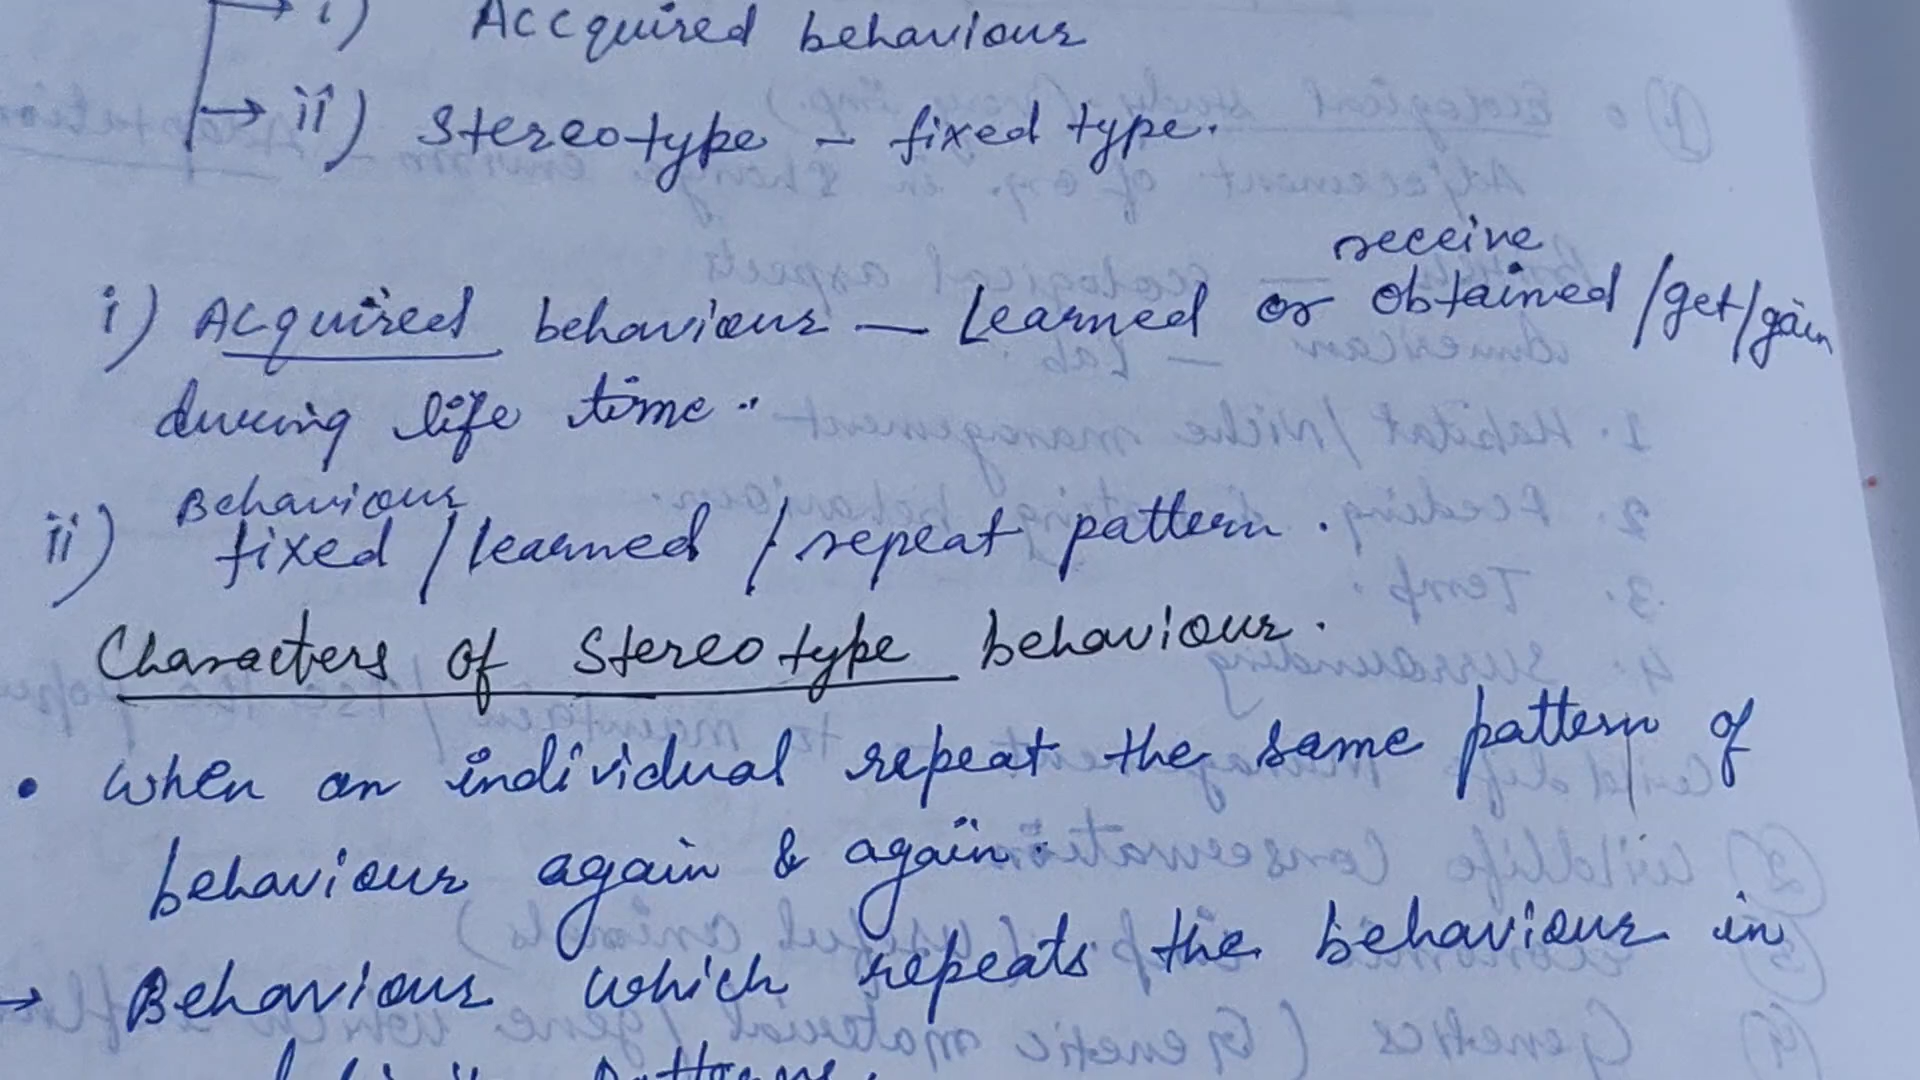 → i) Accquired behaviour
→ ii) Stereotype - fixed type.
receive
i) Acquired behaviour — Learned or obtained /get/gain
during life time.
Behaviour
ii) fixed / learned / repeat pattern.
Characters of Stereotype behaviour.
• When an individual repeat the same pattern of
behaviour again & again.
→ Behaviour which repeats the behaviour in